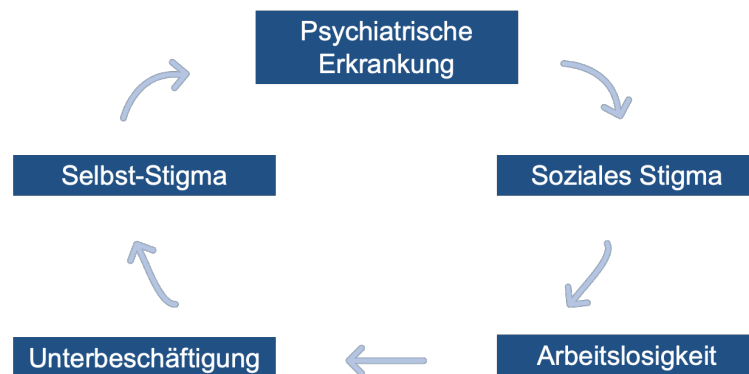 Psychiatrische
Erkrankung
Selbst-Stigma
Soziales Stigma
Unterbeschäftigung
Arbeitslosigkeit